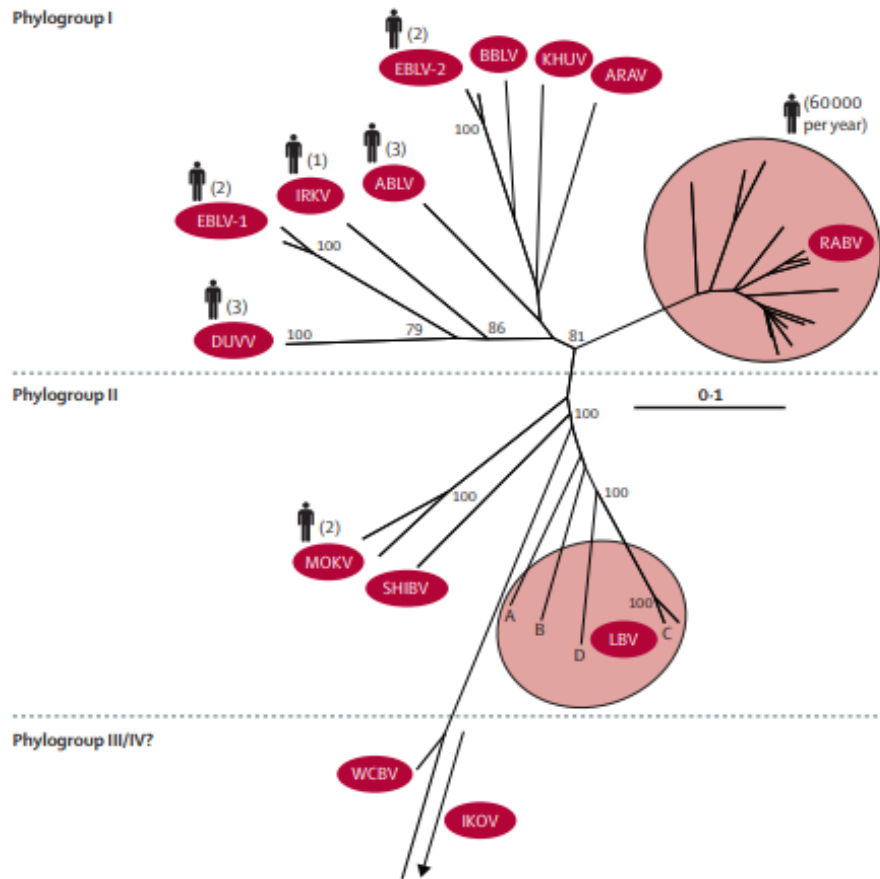 Phylogroup I
(2)
EBLV-2
BBLV
KHUV
ARAV
(60 000
per year)
100
(3)
ABLV
(1)
IRKV
(2)
EBLV-1
100
RABV
(3)
DUVV
100
79
86
81
Phylogroup II
0·1
100
100
100
(2)
MOKV
SHIBV
100
A
B
D
LBV
C
Phylogroup III/IV?
WCBV
IKOV